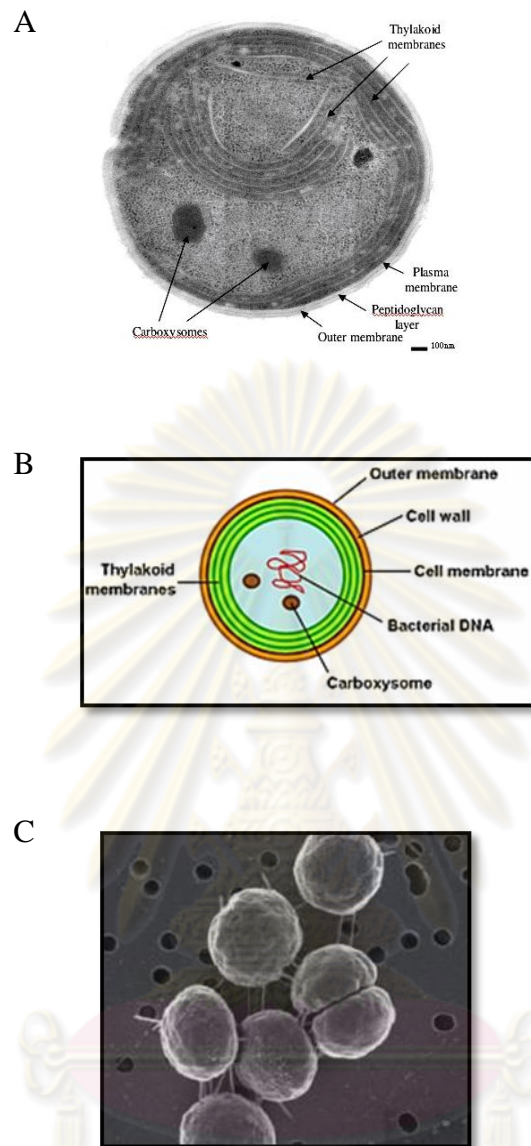 A
Thylakoid
membranes
Plasma
membrane
Peptidoglycan
layer
Carboxysomes
Outer membrane
100nm
B
Outer membrane
Cell wall
Thylakoid
membranes
Cell membrane
Bacterial DNA
Carboxysome
C